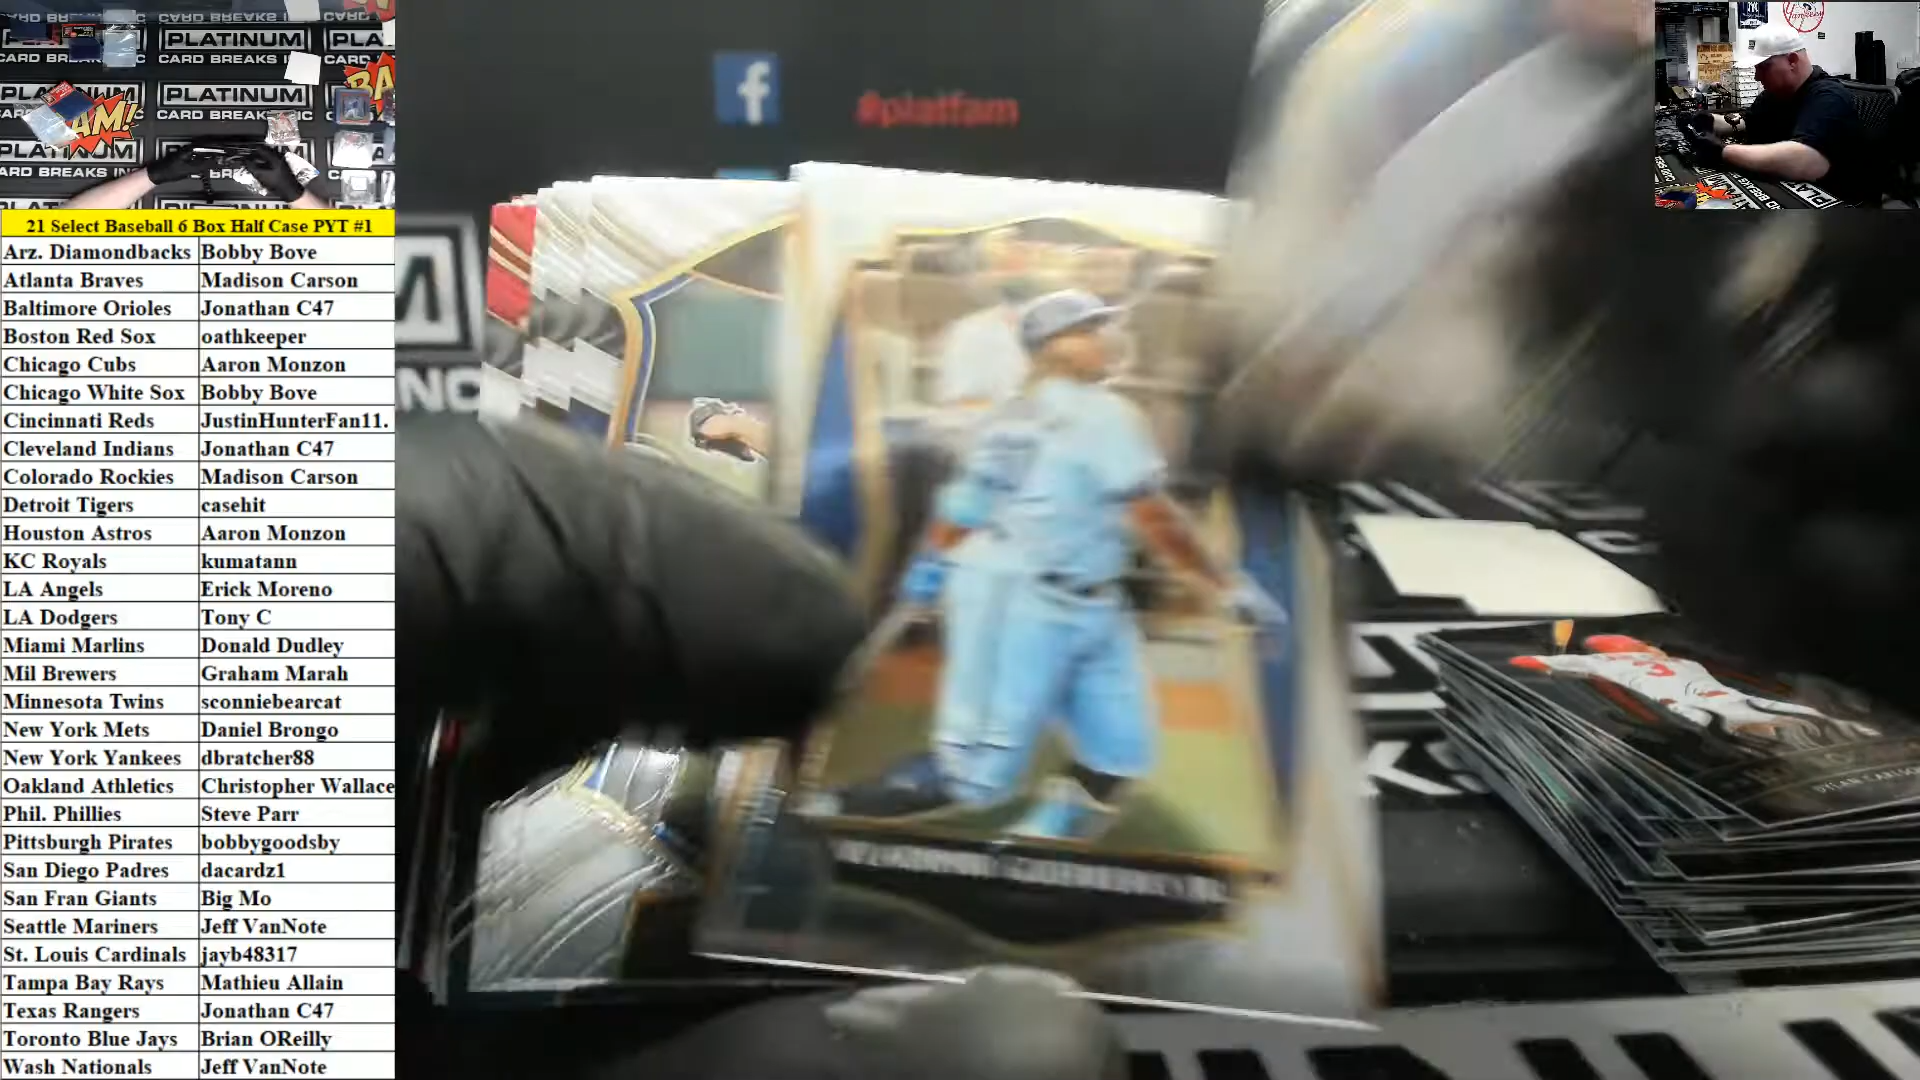 PLATINUM
CARD BREAKS INC
BAM!
f
#platfam
21 Select Baseball 6 Box Half Case PYT #1
Arz. Diamondbacks Bobby Bove
Atlanta Braves Madison Carson
Baltimore Orioles Jonathan C47
Boston Red Sox oathkeeper
Chicago Cubs Aaron Monzon
Chicago White Sox Bobby Bove
Cincinnati Reds JustinHunterFan11.
Cleveland Indians Jonathan C47
Colorado Rockies Madison Carson
Detroit Tigers casehit
Houston Astros Aaron Monzon
KC Royals kumatann
LA Angels Erick Moreno
LA Dodgers Tony C
Miami Marlins Donald Dudley
Mil Brewers Graham Marah
Minnesota Twins sconniebearcat
New York Mets Daniel Brongo
New York Yankees dbratcher88
Oakland Athletics Christopher Wallace
Phil. Phillies Steve Parr
Pittsburgh Pirates bobbygoodsby
San Diego Padres dacardz1
San Fran Giants Big Mo
Seattle Mariners Jeff VanNote
St. Louis Cardinals jayb48317
Tampa Bay Rays Mathieu Allain
Texas Rangers Jonathan C47
Toronto Blue Jays Brian OReilly
Wash Nationals Jeff VanNote